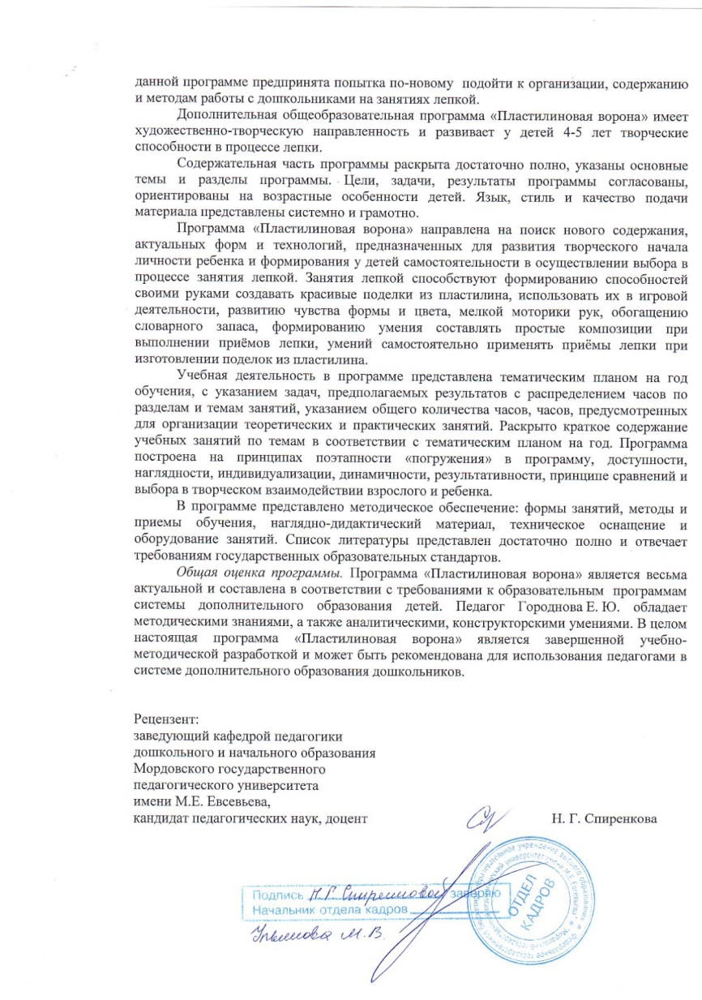 данной программе предпринята попытка по-новому подойти к организации, содержанию
и методам работы с дошкольниками на занятиях лепкой.
Дополнительная общеобразовательная программа «Пластилиновая ворона» имеет
художественно-творческую направленность и развивает у детей 4-5 лет творческие
способности в процессе лепки.
Содержательная часть программы раскрыта достаточно полно, указаны основные
темы и разделы программы. Цели, задачи, результаты программы согласованы,
ориентированы на возрастные особенности детей. Язык, стиль и качество подачи
материала представлены системно и грамотно.
Программа «Пластилиновая ворона» направлена на поиск нового содержания,
актуальных форм и технологий, предназначенных для развития творческого начала
личности ребенка и формирования у детей самостоятельности в осуществлении выбора в
процессе занятия лепкой. Занятия лепкой способствуют формированию способностей
своими руками создавать красивые поделки из пластилина, использовать их в игровой
деятельности, развитию чувства формы и цвета, мелкой моторики рук, обогащению
словарного запаса, формированию умения составлять простые композиции при
выполнении приёмов лепки, умений самостоятельно применять приёмы лепки при
изготовлении поделок из пластилина.
Учебная деятельность в программе представлена тематическим планом на год
обучения, с указанием задач, предполагаемых результатов с распределением часов по
разделам и темам занятий, указанием общего количества часов, часов, предусмотренных
для организации теоретических и практических занятий. Раскрыто краткое содержание
учебных занятий по темам в соответствии с тематическим планом на год. Программа
построена на принципах поэтапности «погружения» в программу, доступности,
наглядности, индивидуализации, динамичности, результативности, принципе сравнений и
выбора в творческом взаимодействии взрослого и ребенка.
В программе представлено методическое обеспечение: формы занятий, методы и
приемы обучения, наглядно-дидактический материал, техническое оснащение и
оборудование занятий. Список литературы представлен достаточно полно и отвечает
требованиям государственных образовательных стандартов.
Общая оценка программы. Программа «Пластилиновая ворона» является весьма
актуальной и составлена в соответствии с требованиями к образовательным программам
системы дополнительного образования детей. Педагог Городнова Е. Ю. обладает
методическими знаниями, а также аналитическими, конструкторскими умениями. В целом
настоящая программа «Пластилиновая ворона» является завершенной учебно-
методической разработкой и может быть рекомендована для использования педагогами в
системе дополнительного образования дошкольников.
Рецензент:
заведующий кафедрой педагогики
дошкольного и начального образования
Мордовского государственного
педагогического университета
имени М.Е. Евсевьева,
кандидат педагогических наук, доцент Н. Г. Спиренкова
Подпись Н.Г. Спиренковой заверяю
Начальник отдела кадров
М. В.
ОТДЕЛ
КАДРОВ